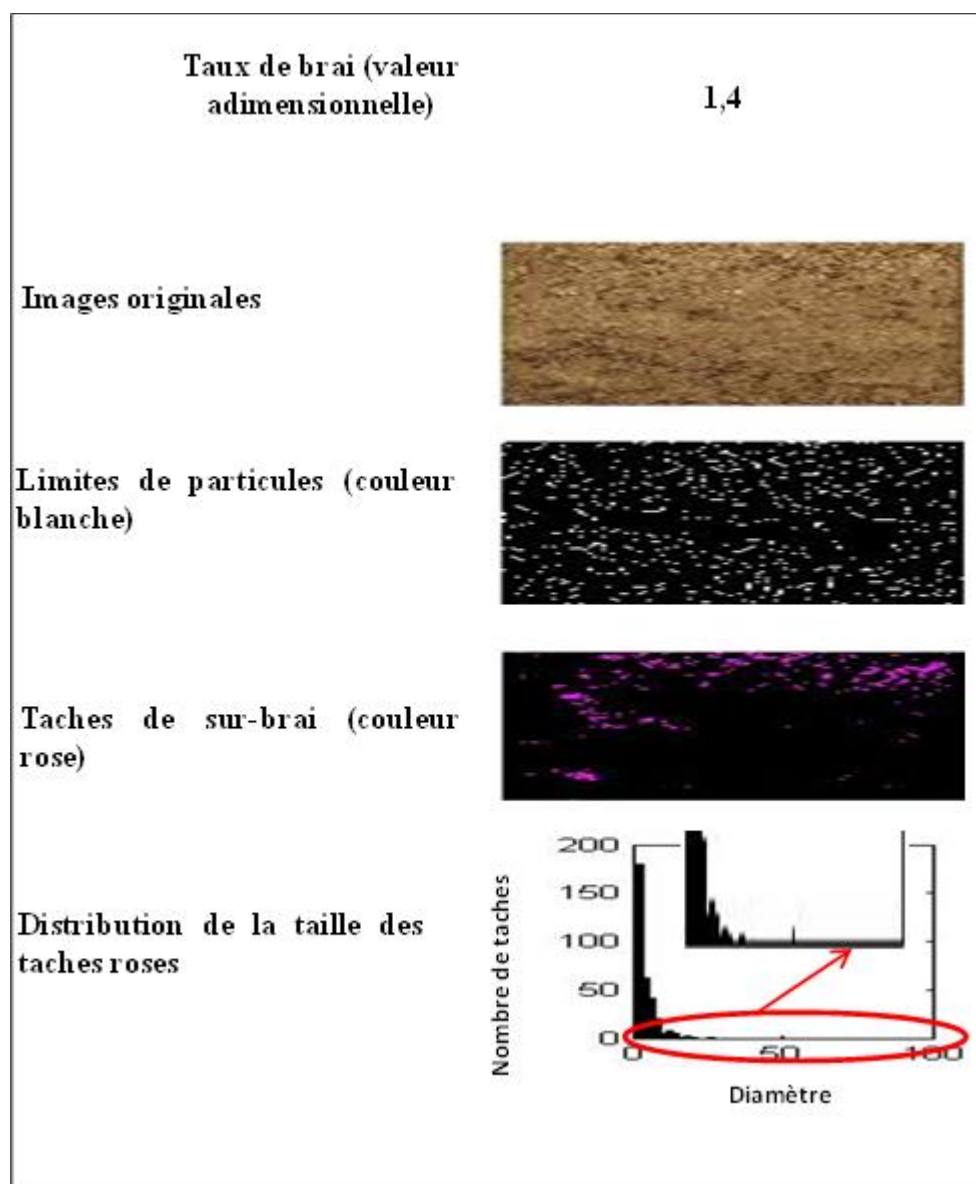 Taux de brai (valeur
adimensionnelle)
1,4
Images originales
Limites de particules (couleur
blanche)
Taches de sur-brai (couleur
rose)
Distribution de la taille des
taches roses
Nombre de taches
200
150
100
50
0
0
50
100
Diamètre